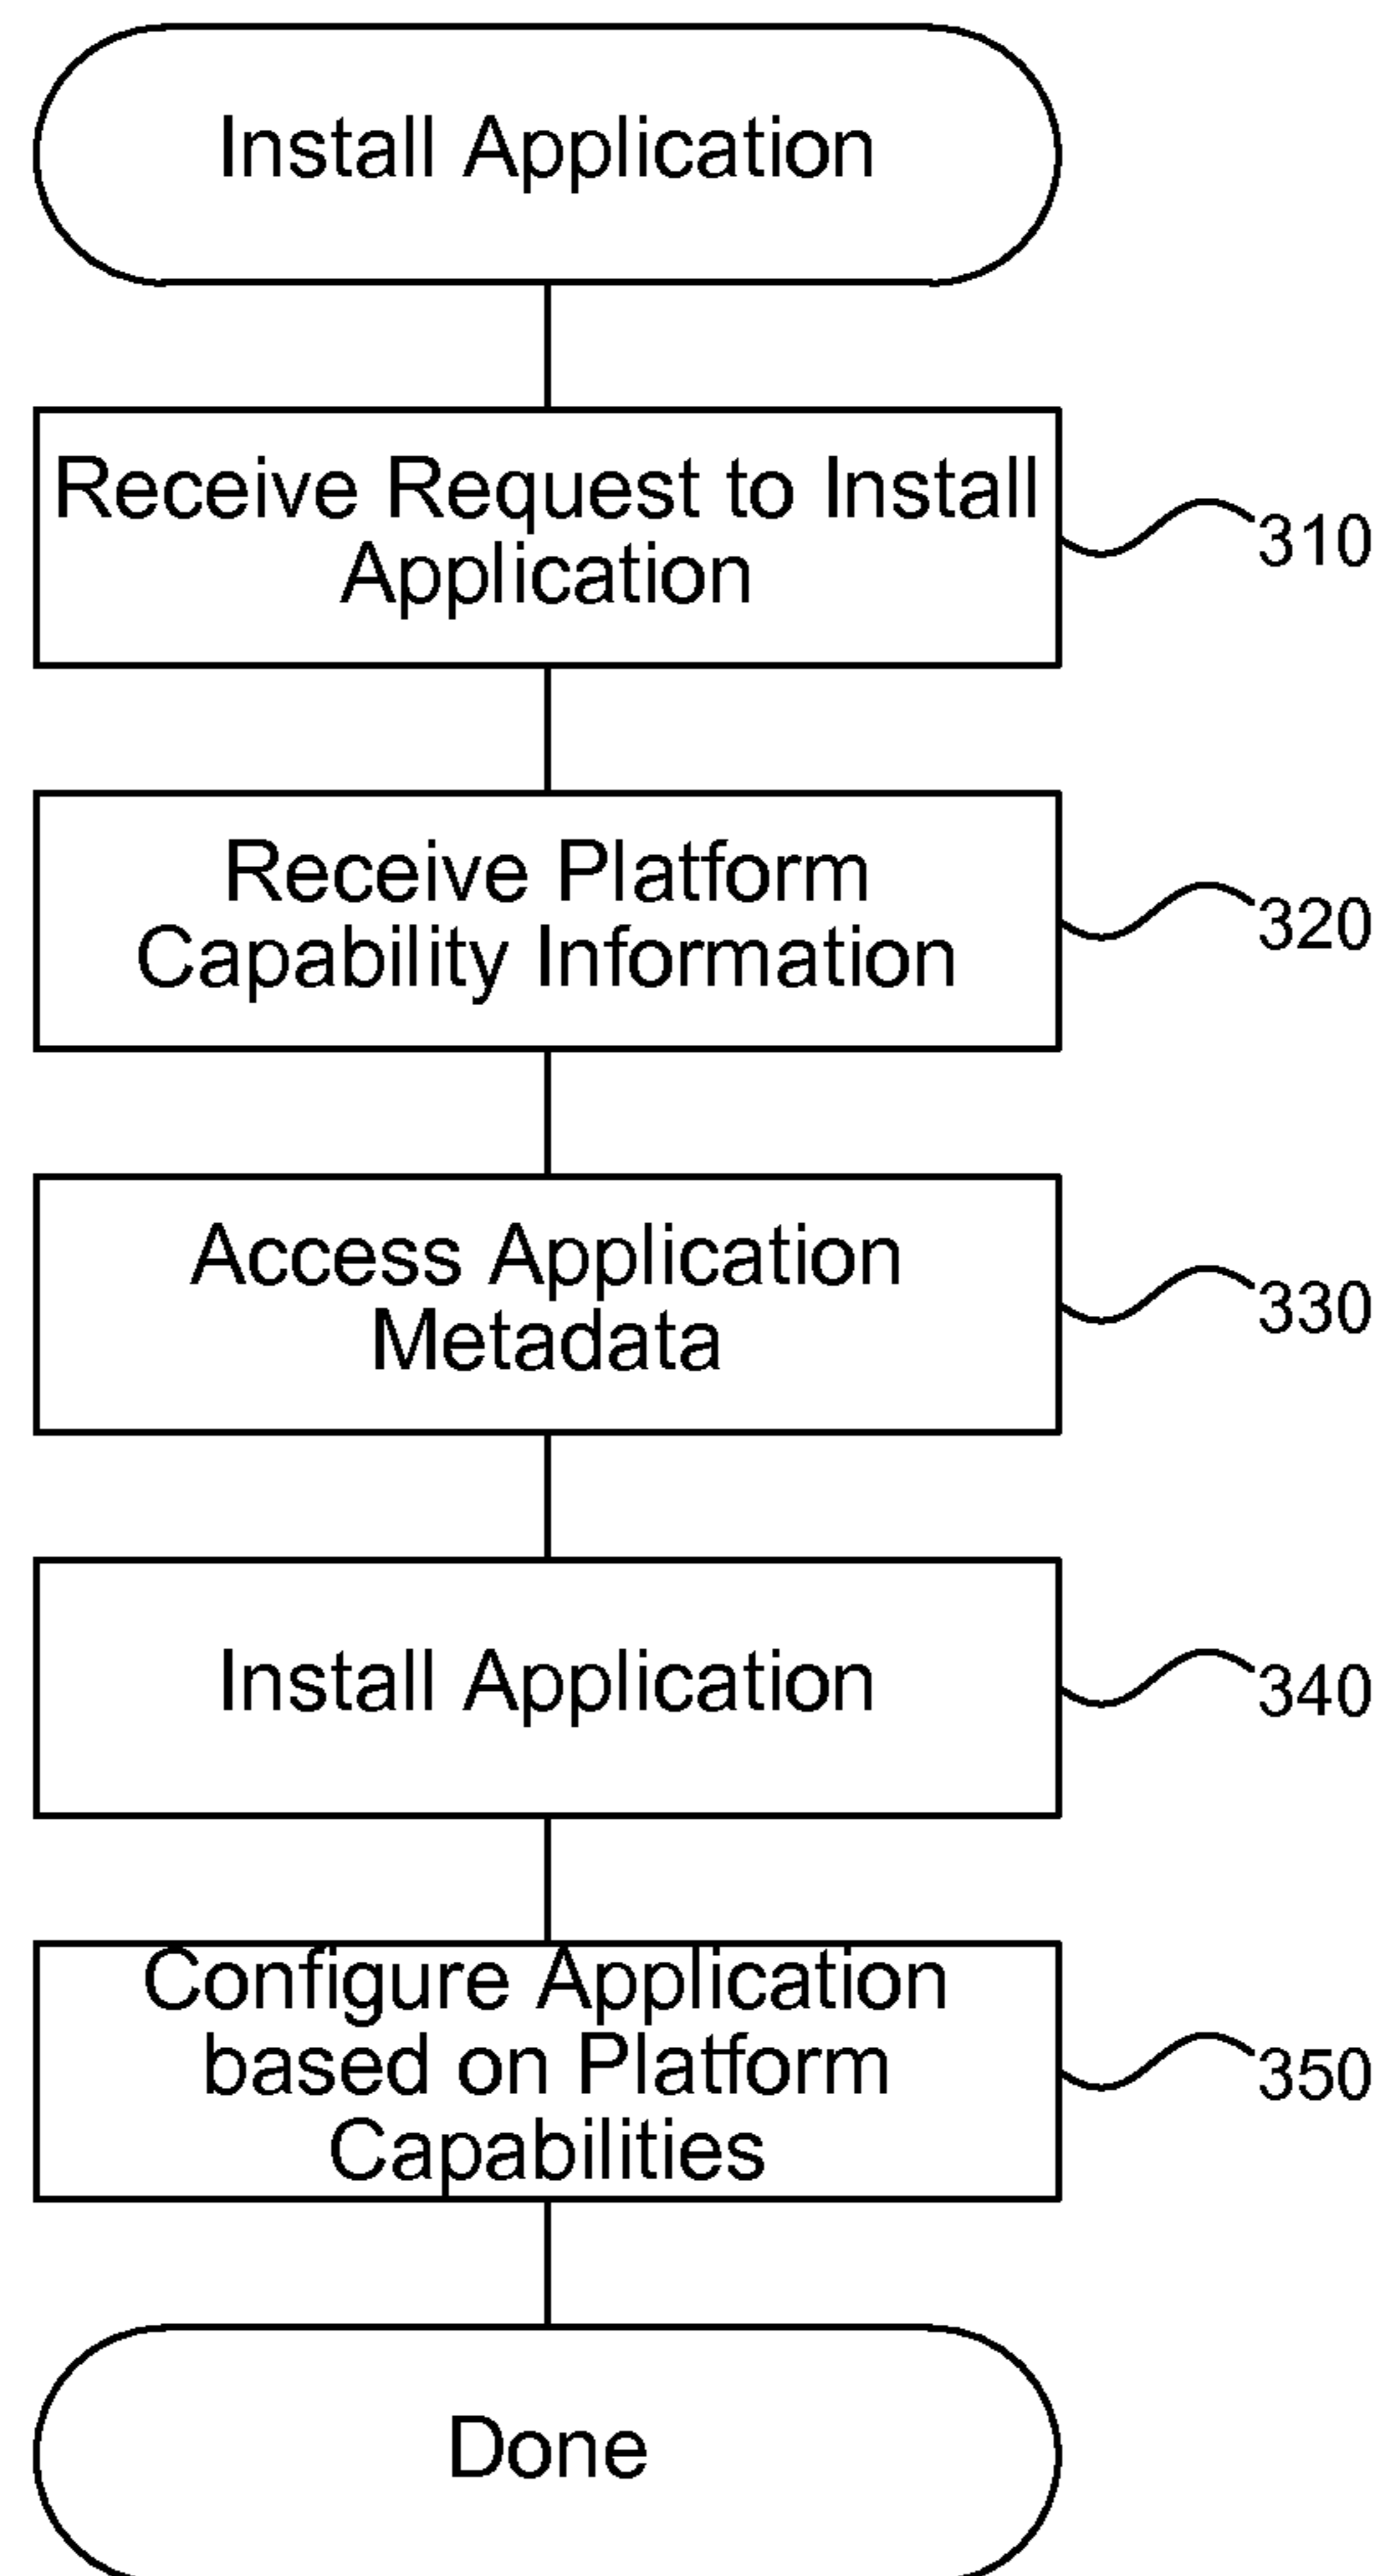 Install Application
Receive Request to Install
Application
310
Receive Platform
Capability Information
320
Access Application
Metadata
330
Install Application
340
Configure Application
based on Platform
Capabilities
350
Done